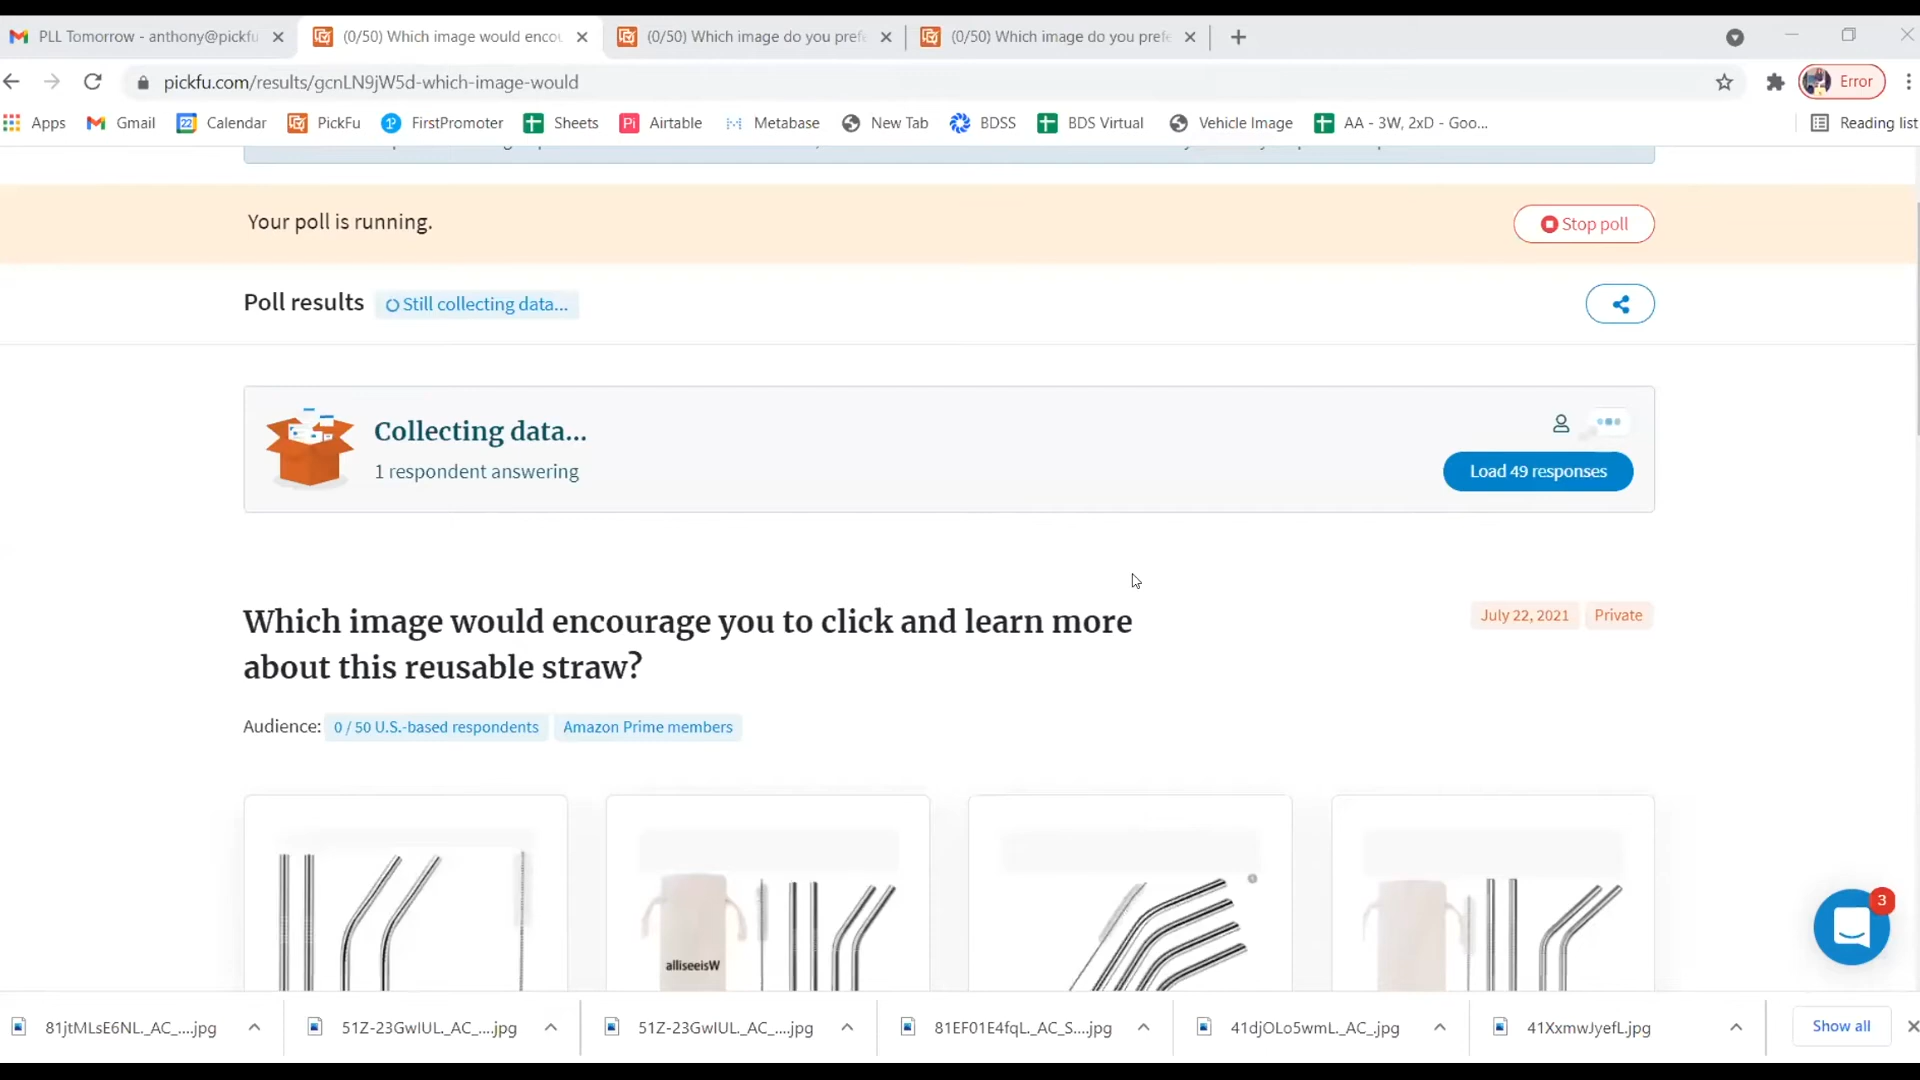 PLL Tomorrow - anthony@pickfu
(0/50) Which image would enco
(0/50) Which image do you prefe
(0/50) Which image do you prefe
pickfu.com/results/gcnLN9jW5d-which-image-would
Error
Apps
Gmail
22
Calendar
PickFu
FirstPromoter
Sheets
Pi
Airtable
Metabase
New Tab
BDSS
BDS Virtual
Vehicle Image
AA - 3W, 2xD - Goo...
Reading list
Your poll is running.
Stop poll
Poll results
Still collecting data...
Collecting data...
1 respondent answering
Load 49 responses
Which image would encourage you to click and learn more
about this reusable straw?
July 22, 2021
Private
Audience:
0 / 50 U.S.-based respondents
Amazon Prime members
alliseeisW
3
81jtMLsE6NL._AC_....jpg
51Z-23GwIUL._AC_....jpg
51Z-23GwIUL._AC_....jpg
81EF01E4fqL._AC_S....jpg
41djOLo5wmL._AC_.jpg
41XxmwJyefL.jpg
Show all